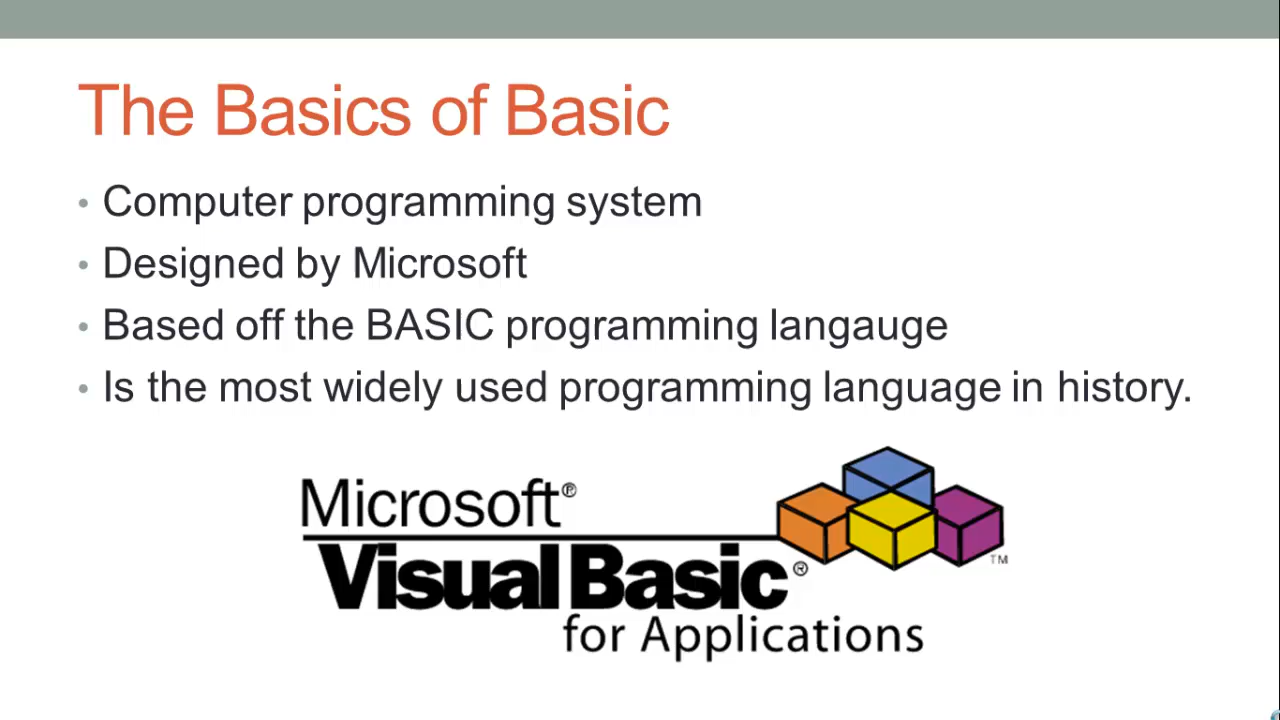 The Basics of Basic
• Computer programming system
• Designed by Microsoft
• Based off the BASIC programming langauge
• Is the most widely used programming language in history.
Microsoft®
Visual Basic®
for Applications
TM